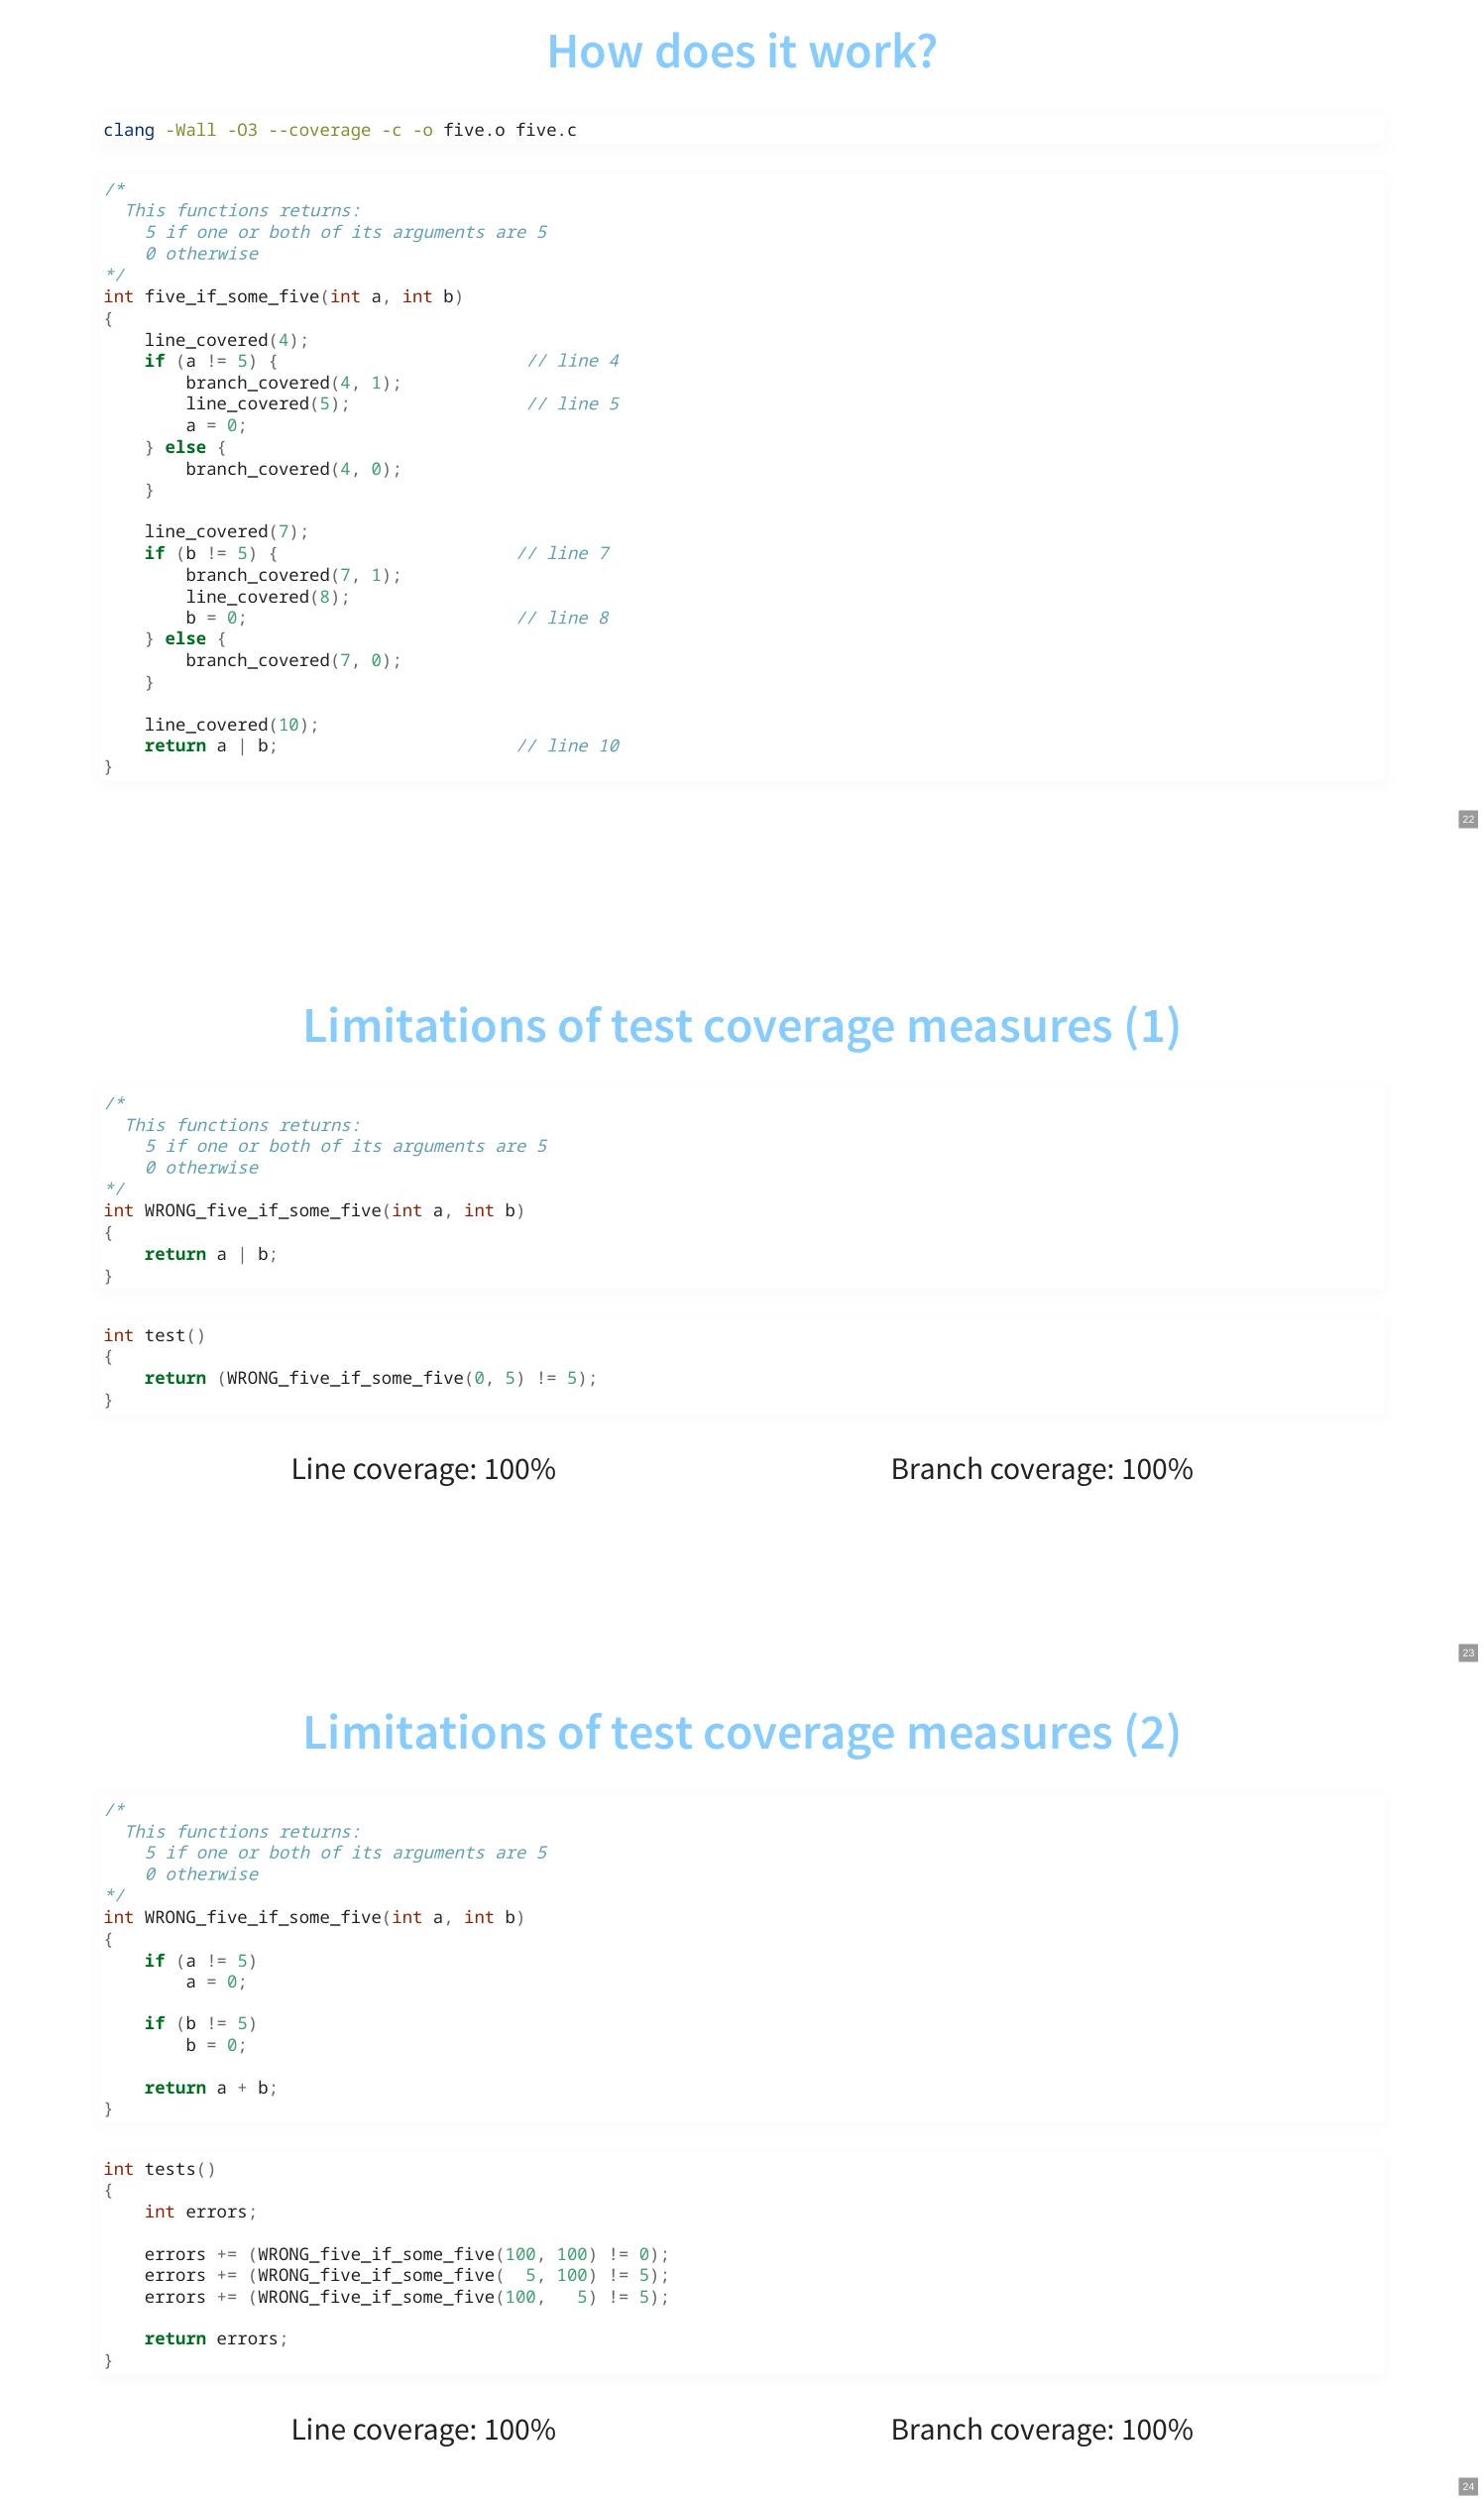 How does it work?
clang -Wall -O3 --coverage -c -o five.o five.c
/*
  This functions returns:
    5 if one or both of its arguments are 5
    0 otherwise
*/
int five_if_some_five(int a, int b)
{
    line_covered(4);
    if (a != 5) {                        // line 4
        branch_covered(4, 1);
        line_covered(5);                 // line 5
        a = 0;
    } else {
        branch_covered(4, 0);
    }

    line_covered(7);
    if (b != 5) {                       // line 7
        branch_covered(7, 1);
        line_covered(8);
        b = 0;                          // line 8
    } else {
        branch_covered(7, 0);
    }

    line_covered(10);
    return a | b;                       // line 10
}
22
Limitations of test coverage measures (1)
/*
  This functions returns:
    5 if one or both of its arguments are 5
    0 otherwise
*/
int WRONG_five_if_some_five(int a, int b)
{
    return a | b;
}
int test()
{
    return (WRONG_five_if_some_five(0, 5) != 5);
}
Line coverage: 100%
Branch coverage: 100%
23
Limitations of test coverage measures (2)
/*
  This functions returns:
    5 if one or both of its arguments are 5
    0 otherwise
*/
int WRONG_five_if_some_five(int a, int b)
{
    if (a != 5)
        a = 0;

    if (b != 5)
        b = 0;

    return a + b;
}
int tests()
{
    int errors;

    errors += (WRONG_five_if_some_five(100, 100) != 0);
    errors += (WRONG_five_if_some_five(  5, 100) != 5);
    errors += (WRONG_five_if_some_five(100,   5) != 5);

    return errors;
}
Line coverage: 100%
Branch coverage: 100%
24